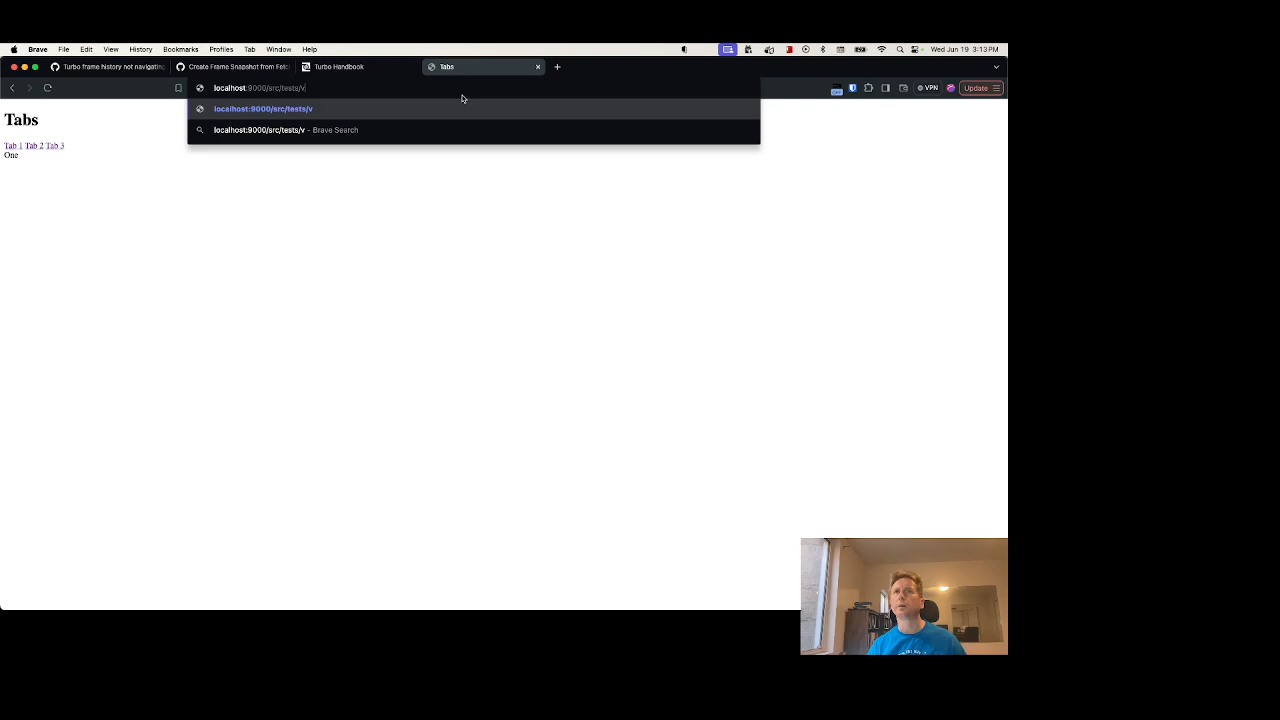 Brave File Edit View History Bookmarks Profiles Tab Window Help Wed Jun 19 3:13 PM
Turbo frame history not navigating Create Frame Snapshot from Fetc Turbo Handbook Tabs
localhost:9000/src/tests/v VPN Update
localhost:9000/src/tests/v
localhost:9000/src/tests/v - Brave Search
Tabs
Tab 1 Tab 2 Tab 3
One